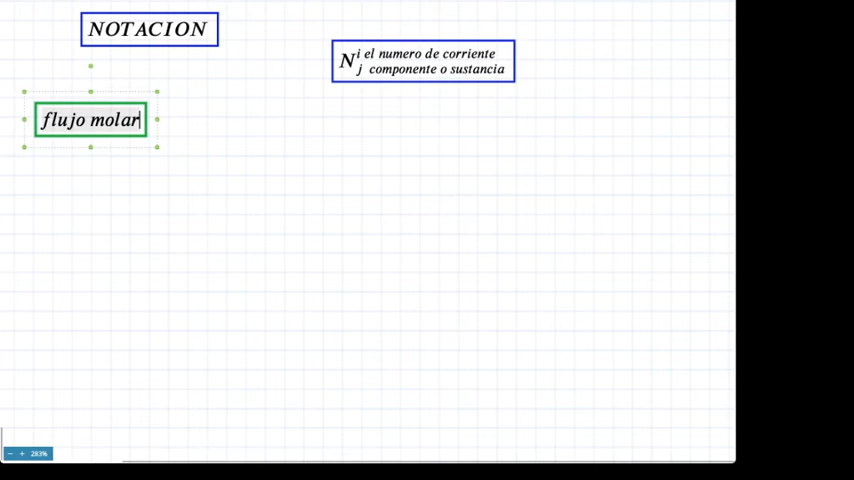 NOTACION
N i el numero de corriente
j componente o sustancia
flujo molar
− + 283%